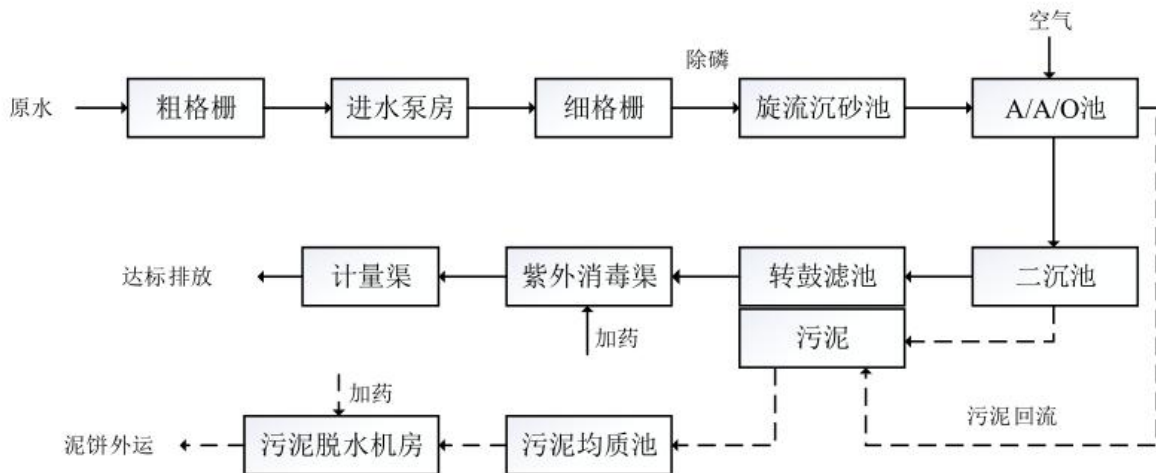 空气
除磷
原水
粗格栅
进水泵房
细格栅
旋流沉砂池
A/A/O池
达标排放
计量渠
紫外消毒渠
转鼓滤池
二沉池
加药
污泥
加药
污泥回流
泥饼外运
污泥脱水机房
污泥均质池